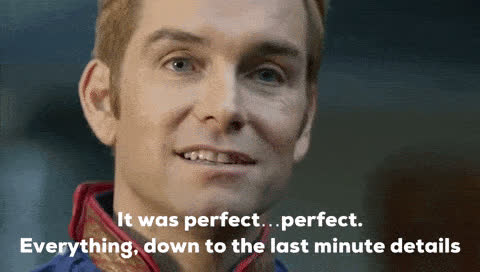 It was perfect...perfect.
Everything, down to the last minute details